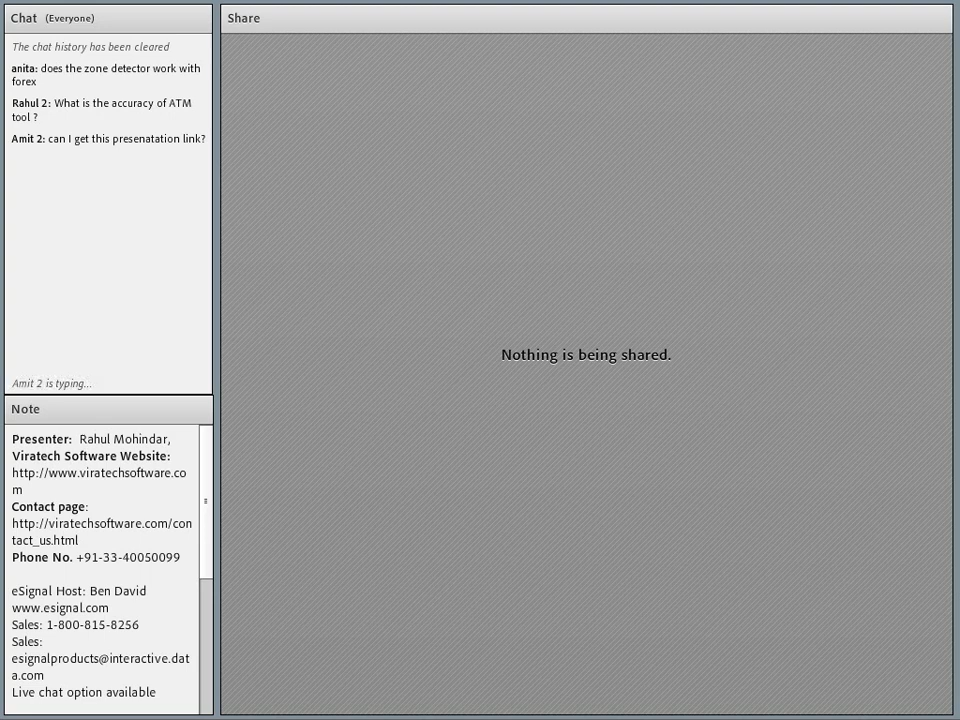 Chat (Everyone)
The chat history has been cleared
anita: does the zone detector work with
forex
Rahul 2: What is the accuracy of ATM
tool ?
Amit 2: can I get this presenatation link?
Amit 2 is typing...
Note
Presenter: Rahul Mohindar,
Viratech Software Website:
http://www.viratechsoftware.co
m
Contact page:
http://viratechsoftware.com/con
tact_us.html
Phone No. +91-33-40050099
eSignal Host: Ben David
www.esignal.com
Sales: 1-800-815-8256
Sales:
esignalproducts@interactive.dat
a.com
Live chat option available
Share
Nothing is being shared.